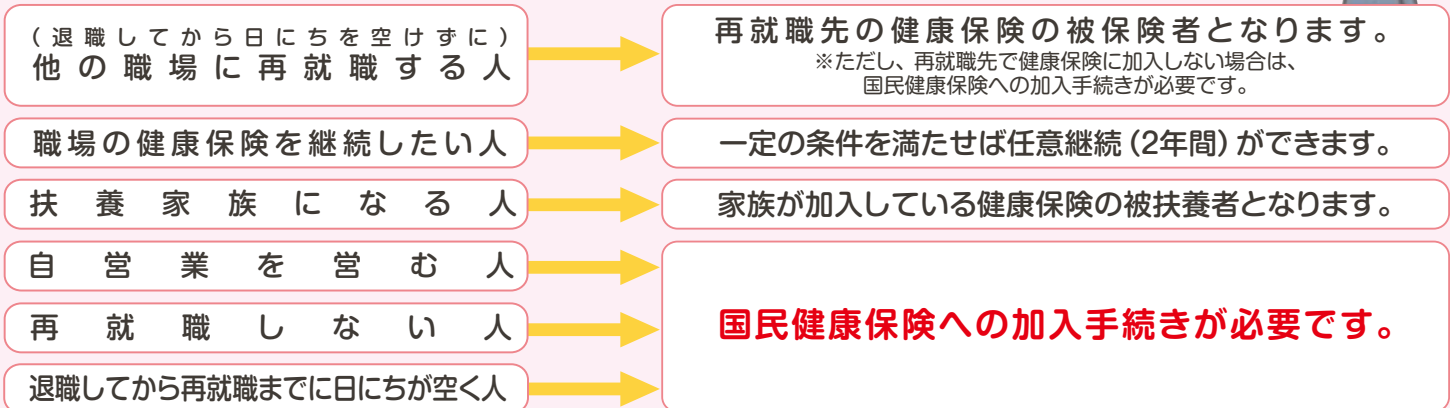 (退職してから日にちを空けずに)
他の職場に再就職する人
再就職先の健康保険の被保険者となります。
※ただし、再就職先で健康保険に加入しない場合は、
国民健康保険への加入手続きが必要です。
職場の健康保険を継続したい人
一定の条件を満たせば任意継続(2年間)ができます。
扶養家族になる人
家族が加入している健康保険の被扶養者となります。
自営業を営む人
再就職しない人
退職してから再就職までに日にちが空く人
国民健康保険への加入手続きが必要です。